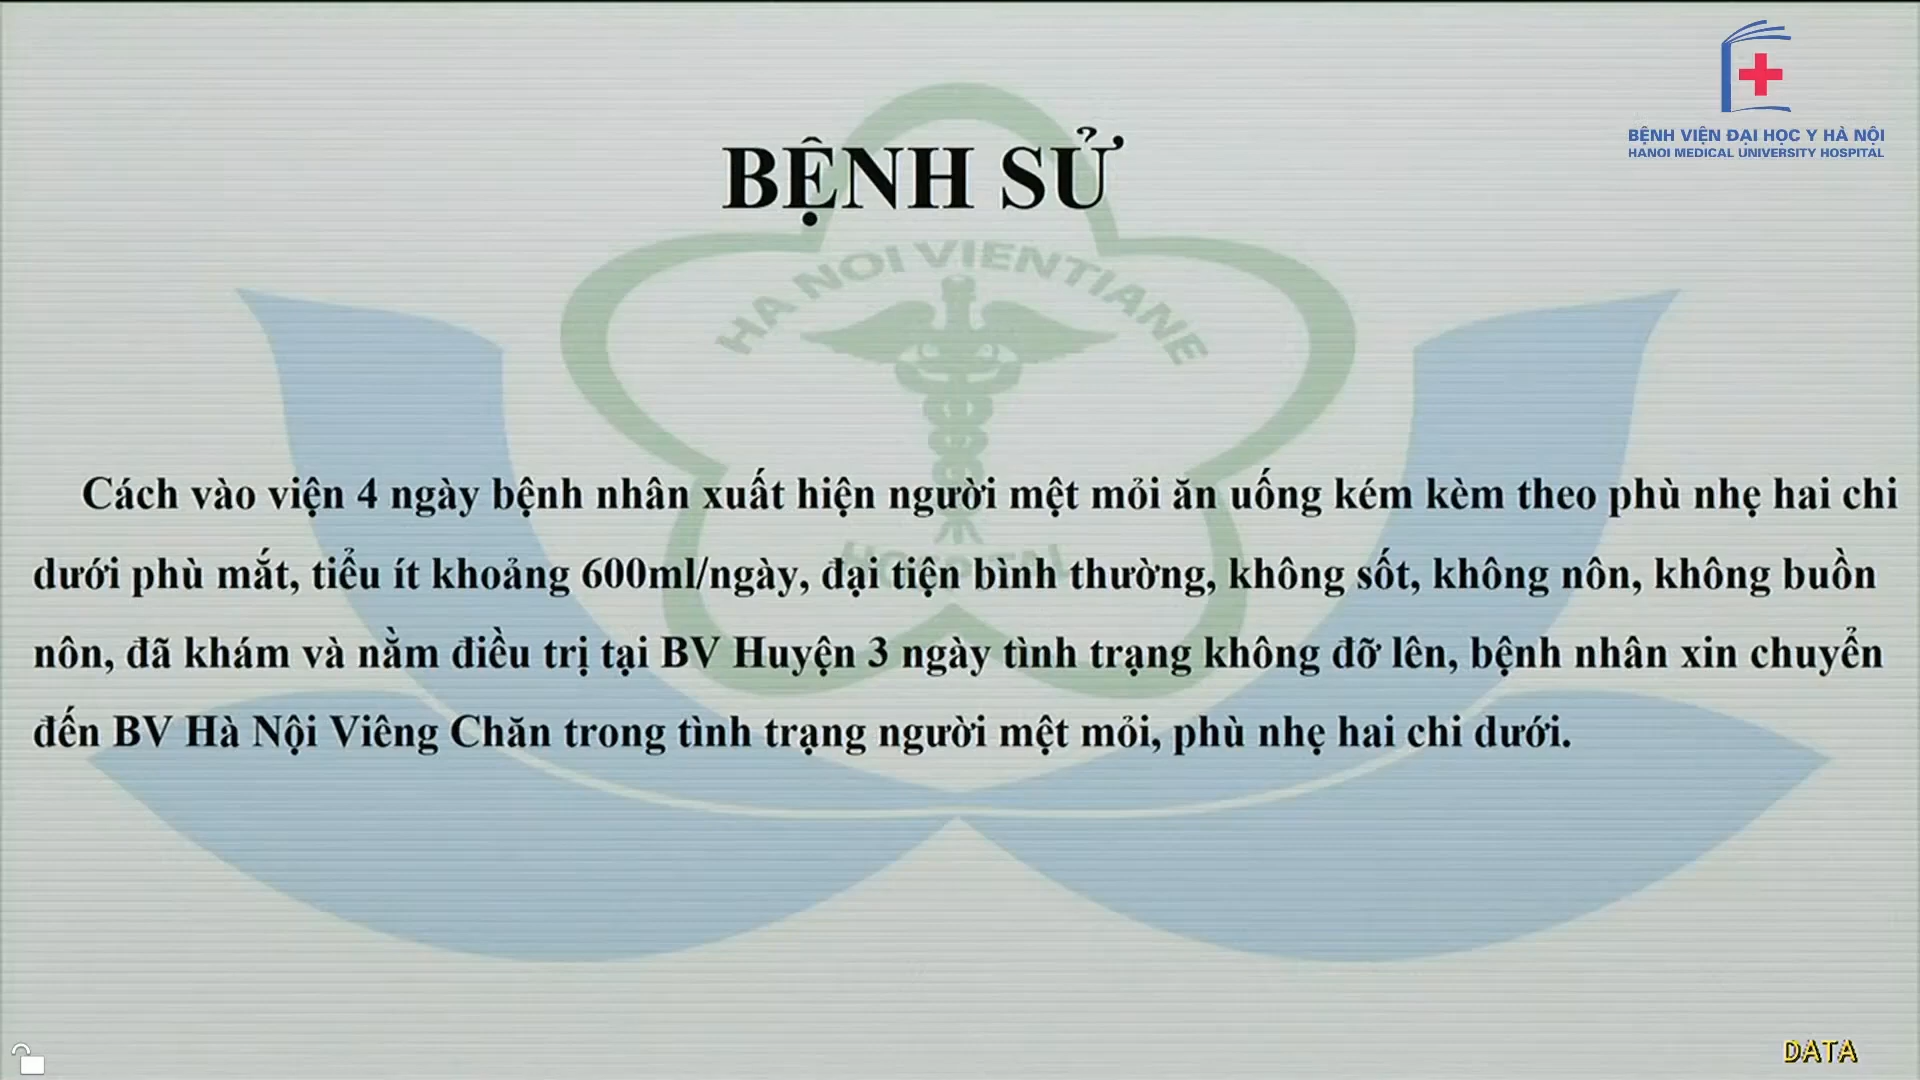 BỆNH VIỆN ĐẠI HỌC Y HÀ NỘI
HANOI MEDICAL UNIVERSITY HOSPITAL
BỆNH SỬ
HA NOI VIENTIANE
HOSPITAL
Cách vào viện 4 ngày bệnh nhân xuất hiện người mệt mỏi ăn uống kém kèm theo phù nhẹ hai chi
dưới phù mắt, tiểu ít khoảng 600ml/ngày, đại tiện bình thường, không sốt, không nôn, không buồn
nôn, đã khám và nằm điều trị tại BV Huyện 3 ngày tình trạng không đỡ lên, bệnh nhân xin chuyển
đến BV Hà Nội Viêng Chăn trong tình trạng người mệt mỏi, phù nhẹ hai chi dưới.
DATA